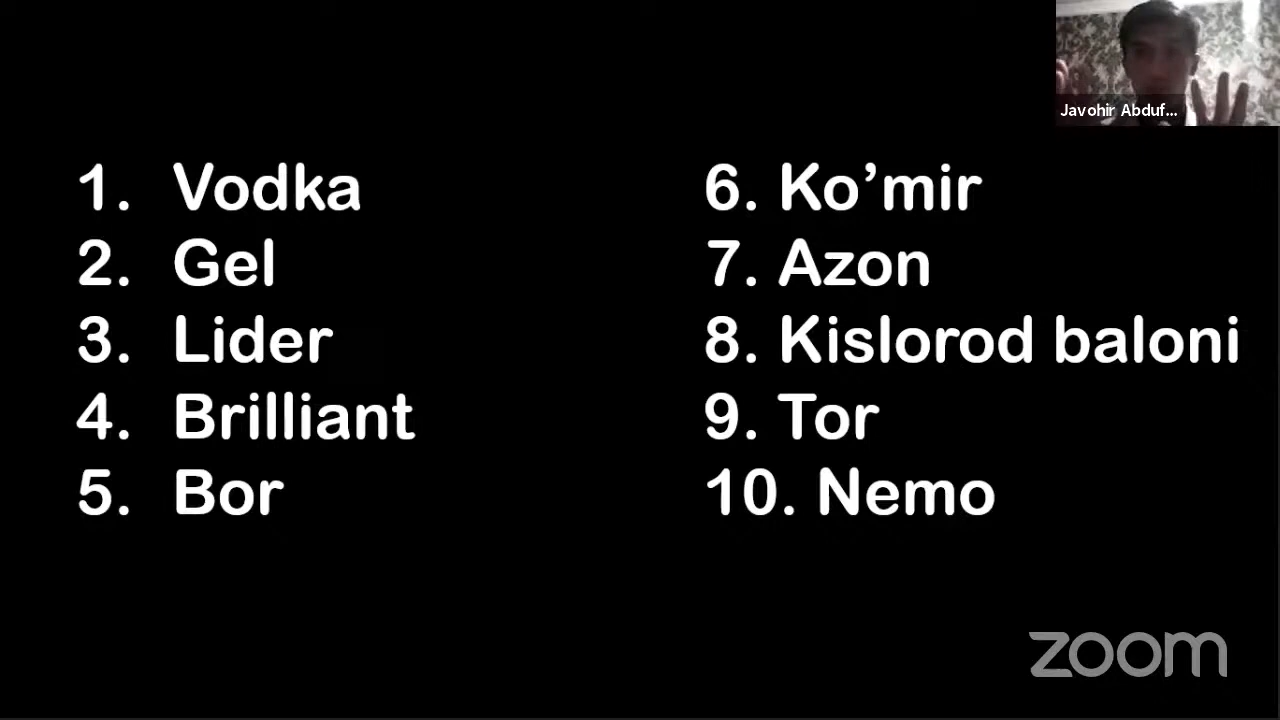 Javohir Abduf...
1. Vodka
2. Gel
3. Lider
4. Brilliant
5. Bor
6. Ko’mir
7. Azon
8. Kislorod baloni
9. Tor
10. Nemo
zoom